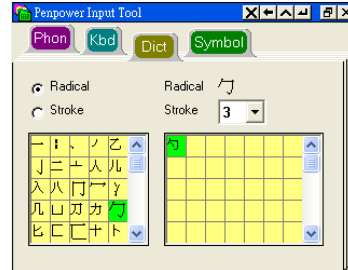 Penpower Input Tool
Phon Kbd Dict Symbol
Radical Radical 勹
Stroke Stroke 3
一 丨 丶 丿 乙
亅 二 亠 人 儿
入 八 冂 冖 冫
几 凵 刀 力 勹
匕 匚 匸 十 卜
勺